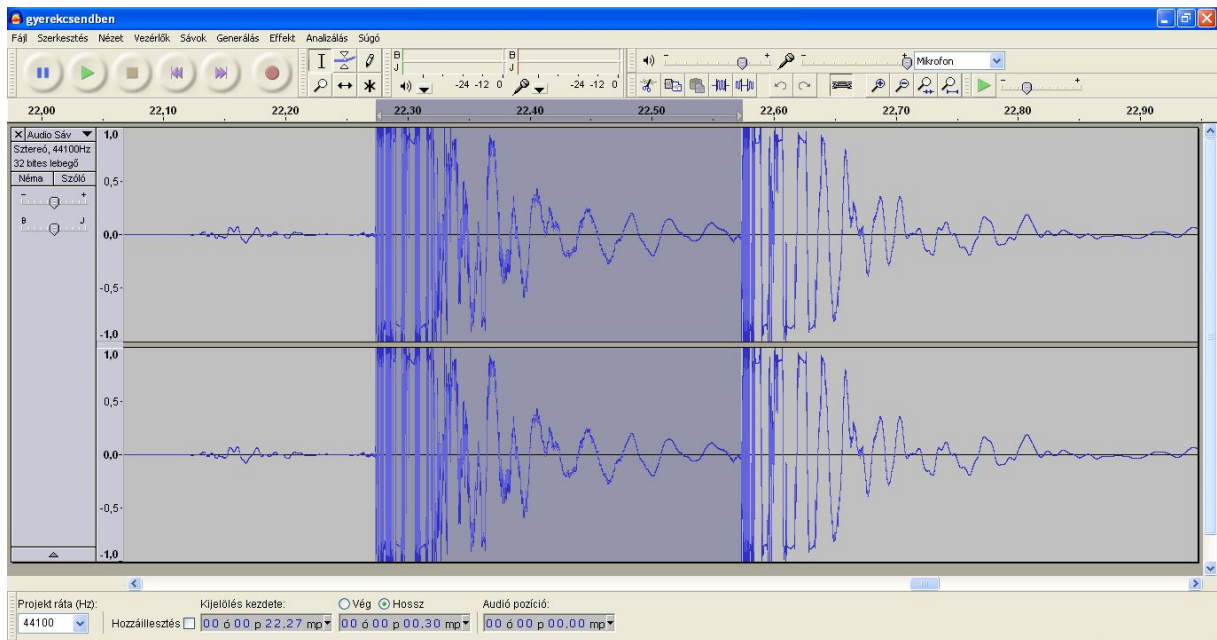 gyerekcsendben
Fájl Szerkesztés Nézet Vezérlők Sávok Generálás Effekt Analizálás Súgó
B
J
-24 -12 0
B
J
-24 -12 0
Mikrofon
22,00 22,10 22,20 22,30 22,40 22,50 22,60 22,70 22,80 22,90
X Audio Sáv
Sztereó, 44100Hz
32 bites lebegő
Néma Szóló
- +
B J
1,0
0,5
0,0
-0,5
-1,0
1,0
0,5
0,0
-0,5
-1,0
Projekt ráta (Hz): Kijelölés kezdete: Vég Hossz Audió pozíció:
44100 Hozzáillesztés 00 ó 00 p 22,27 mp 00 ó 00 p 00,30 mp 00 ó 00 p 00,00 mp